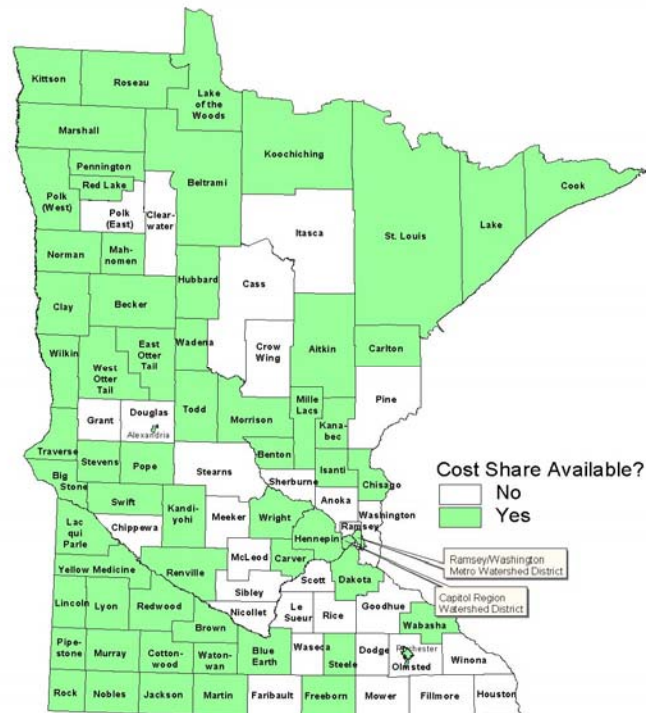 Kittson
Roseau
Lake
of the
Woods
Marshall
Koochiching
Pennington
Red Lake
Beltrami
Cook
Polk
(West)
Polk
(East)
Clear-
water
Itasca
St. Louis
Lake
Norman
Mah-
nomen
Hubbard
Cass
Clay
Becker
Wilkin
East
Otter
Tail
Wadena
Crow
Wing
Aitkin
Carlton
West
Otter
Tail
Pine
Grant
Douglas
Alexandria
Todd
Morrison
Mille
Lacs
Kana-
bec
Traverse
Stevens
Pope
Stearns
Benton
Isanti
Big
Stone
Sherburne
Chisago
Swift
Kandi-
yohi
Meeker
Wright
Anoka
Washington
Lac
qui
Parle
Chippewa
Hennepin
Ramsey
Cost Share Available?
No
Yes
McLeod
Carver
Yellow Medicine
Renville
Scott
Dakota
Ramsey/Washington
Metro Watershed District
Sibley
Capitol Region
Watershed District
Lincoln
Lyon
Redwood
Nicollet
Le
Sueur
Rice
Goodhue
Wabasha
Brown
Pipe-
stone
Murray
Cotton-
wood
Waton-
wan
Blue
Earth
Waseca
Steele
Dodge
Rochester
Olmsted
Winona
Rock
Nobles
Jackson
Martin
Faribault
Freeborn
Mower
Fillmore
Houston